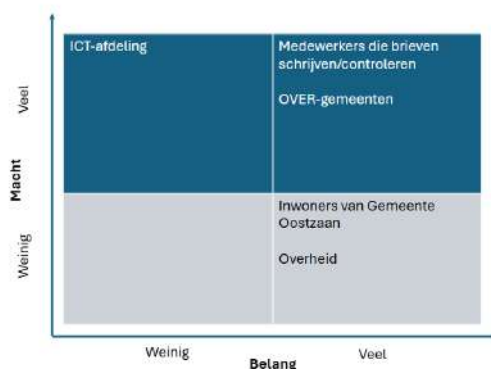 ICT-afdeling
Medewerkers die brieven
schrijven/controleren
OVER-gemeenten
Inwoners van Gemeente
Oostzaan
Overheid
Macht
Veel
Weinig
Weinig
Veel
Belang